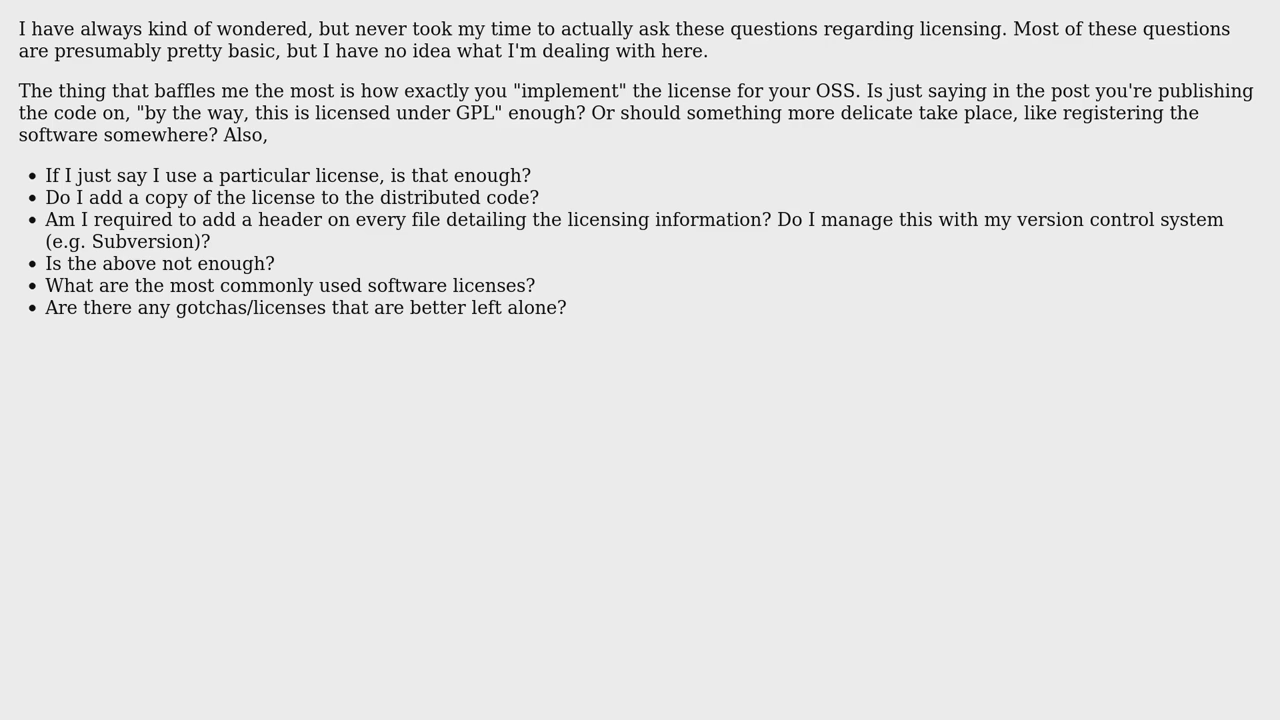 I have always kind of wondered, but never took my time to actually ask these questions regarding licensing. Most of these questions
are presumably pretty basic, but I have no idea what I'm dealing with here.
The thing that baffles me the most is how exactly you "implement" the license for your OSS. Is just saying in the post you're publishing
the code on, "by the way, this is licensed under GPL" enough? Or should something more delicate take place, like registering the
software somewhere? Also,
• If I just say I use a particular license, is that enough?
• Do I add a copy of the license to the distributed code?
• Am I required to add a header on every file detailing the licensing information? Do I manage this with my version control system
(e.g. Subversion)?
• Is the above not enough?
• What are the most commonly used software licenses?
• Are there any gotchas/licenses that are better left alone?